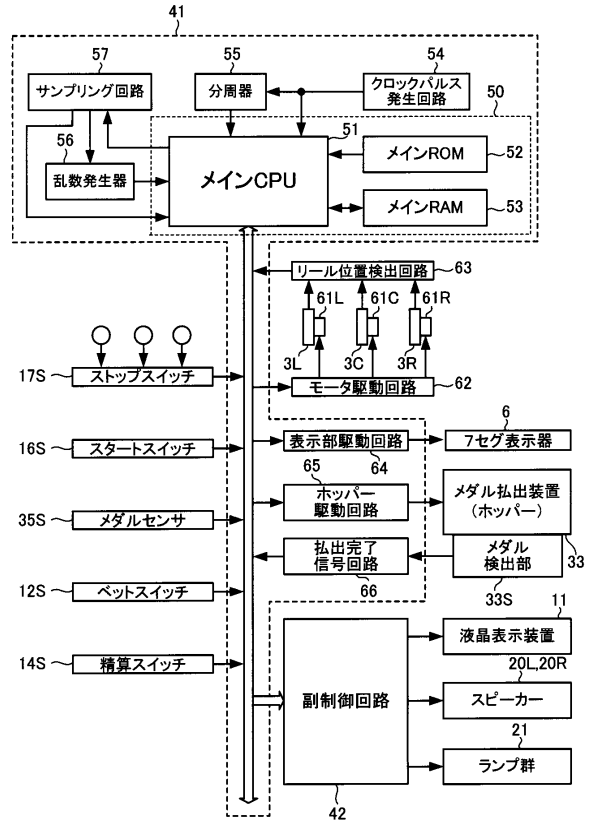 41
57
55
54
サンプリング回路
分周器
クロックパルス
発生回路
50
56
51
乱数発生器
メインCPU
メインROM
52
メインRAM
53
リール位置検出回路
63
61L
61C
61R
3L
3C
3R
17S
ストップスイッチ
モータ駆動回路
62
6
16S
スタートスイッチ
表示部駆動回路
64
7セグ表示器
65
35S
メダルセンサ
ホッパー
駆動回路
メダル払出装置
(ホッパー)
33
払出完了
信号回路
66
メダル
検出部
33S
12S
ベットスイッチ
11
14S
精算スイッチ
液晶表示装置
20L,20R
副制御回路
スピーカー
21
ランプ群
42